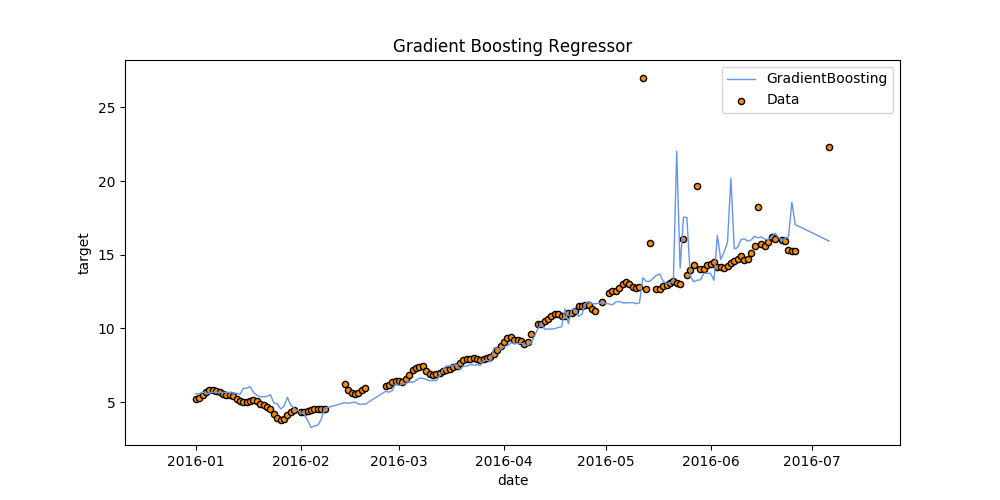 Gradient Boosting Regressor
GradientBoosting
Data
target
25
20
15
10
5
2016-01
2016-02
2016-03
2016-04
2016-05
2016-06
2016-07
date